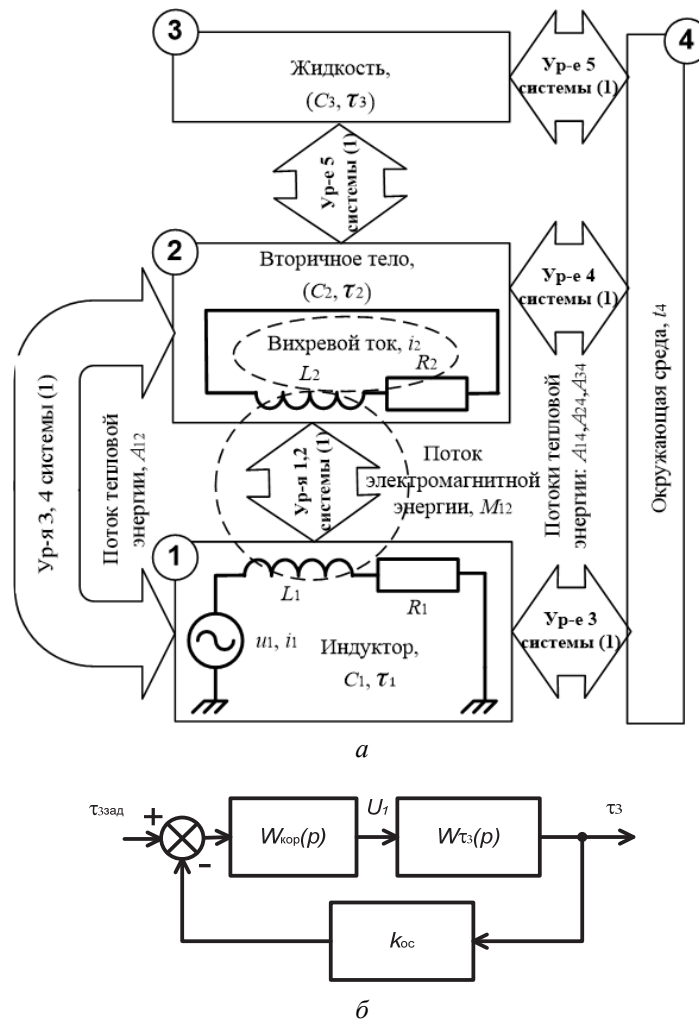 3
Жидкость,
(C3, τ3)
Ур-е 5
системы (1)
4
Ур-е 5
системы (1)
2
Вторичное тело,
(C2, τ2)
Вихревой ток, i2
L2
R2
Ур-е 4
системы (1)
Окружающая среда, t4
Ур-я 3, 4 системы (1)
Поток тепловой
энергии, A12
Ур-я 1,2
системы (1)
Поток
электромагнитной
энергии, M12
Потоки тепловой
энергии: A14,A24,A34
1
L1
R1
u1, i1
Индуктор,
C1, τ1
Ур-е 3
системы (1)
а
τ3зад
+
-
Wкор(p)
U1
Wτ3(p)
τ3
kос
б